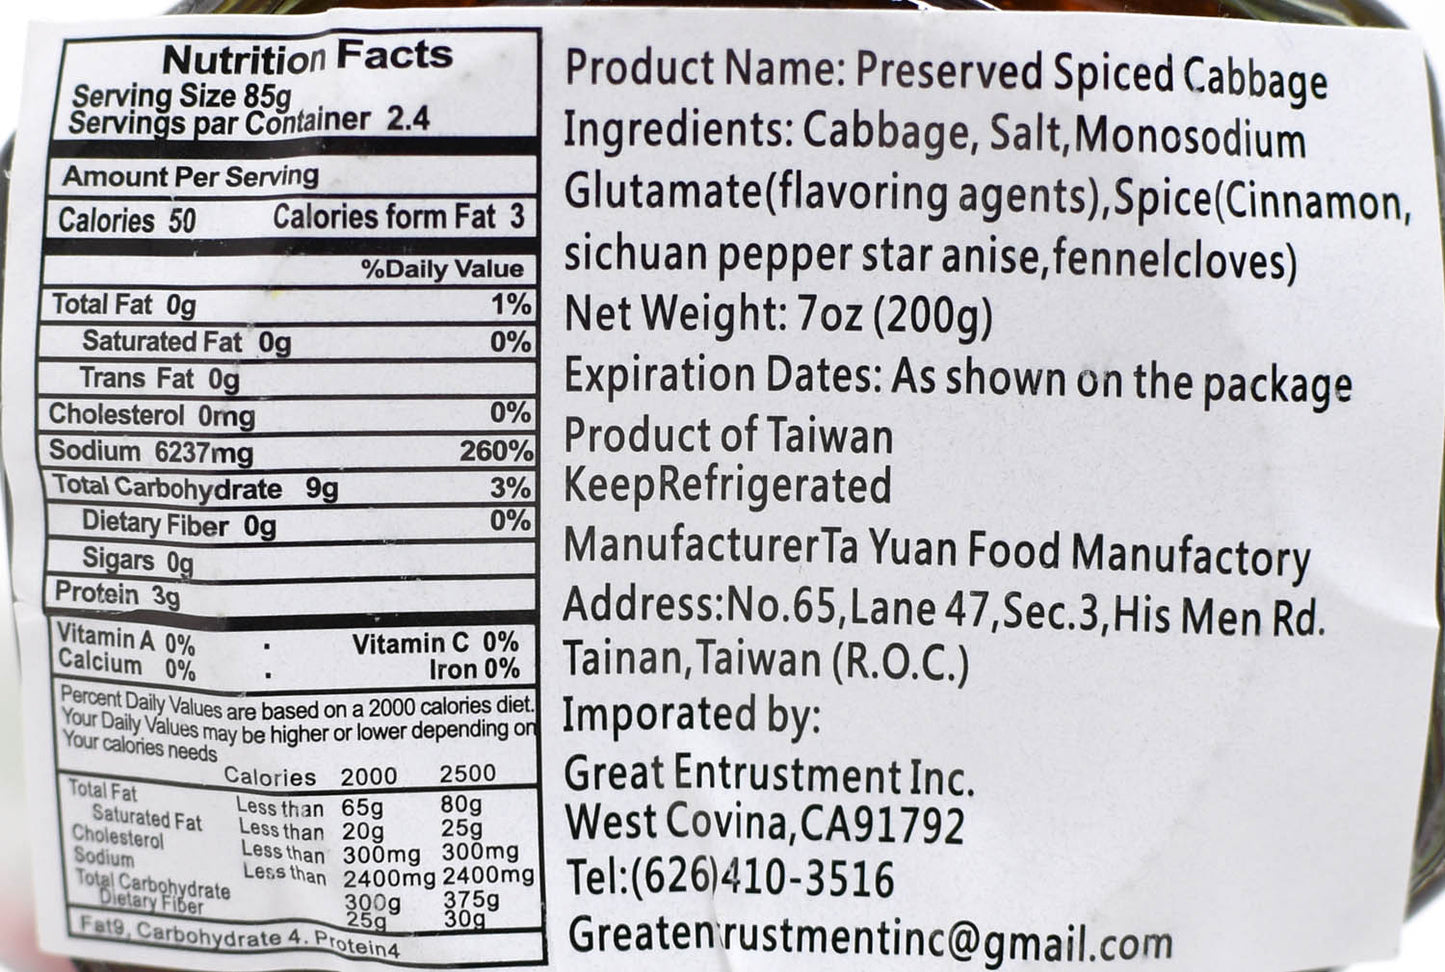 Nutrition Facts
Serving Size 85g
Servings par Container 2.4
Amount Per Serving
Calories 50 Calories form Fat 3
%Daily Value
Total Fat 0g 1%
Saturated Fat 0g 0%
Trans Fat 0g
Cholesterol 0mg 0%
Sodium 6237mg 260%
Total Carbohydrate 9g 3%
Dietary Fiber 0g 0%
Sigars 0g
Protein 3g
Vitamin A 0% . Vitamin C 0%
Calcium 0% . Iron 0%
Percent Daily Values are based on a 2000 calories diet.
Your Daily Values may be higher or lower depending on
Your calories needs
Calories 2000 2500
Total Fat Less than 65g 80g
Saturated Fat Less than 20g 25g
Cholesterol Less than 300mg 300mg
Sodium Less than 2400mg 2400mg
Total Carbohydrate 300g 375g
Dietary Fiber 25g 30g
Fat9, Carbohydrate 4. Protein4
Product Name: Preserved Spiced Cabbage
Ingredients: Cabbage, Salt,Monosodium
Glutamate(flavoring agents),Spice(Cinnamon,
sichuan pepper star anise,fennelcloves)
Net Weight: 7oz (200g)
Expiration Dates: As shown on the package
Product of Taiwan
KeepRefrigerated
ManufacturerTa Yuan Food Manufactory
Address:No.65,Lane 47,Sec.3,His Men Rd.
Tainan,Taiwan (R.O.C.)
Imporated by:
Great Entrustment Inc.
West Covina,CA91792
Tel:(626)410-3516
Greatentrustmentinc@gmail.com